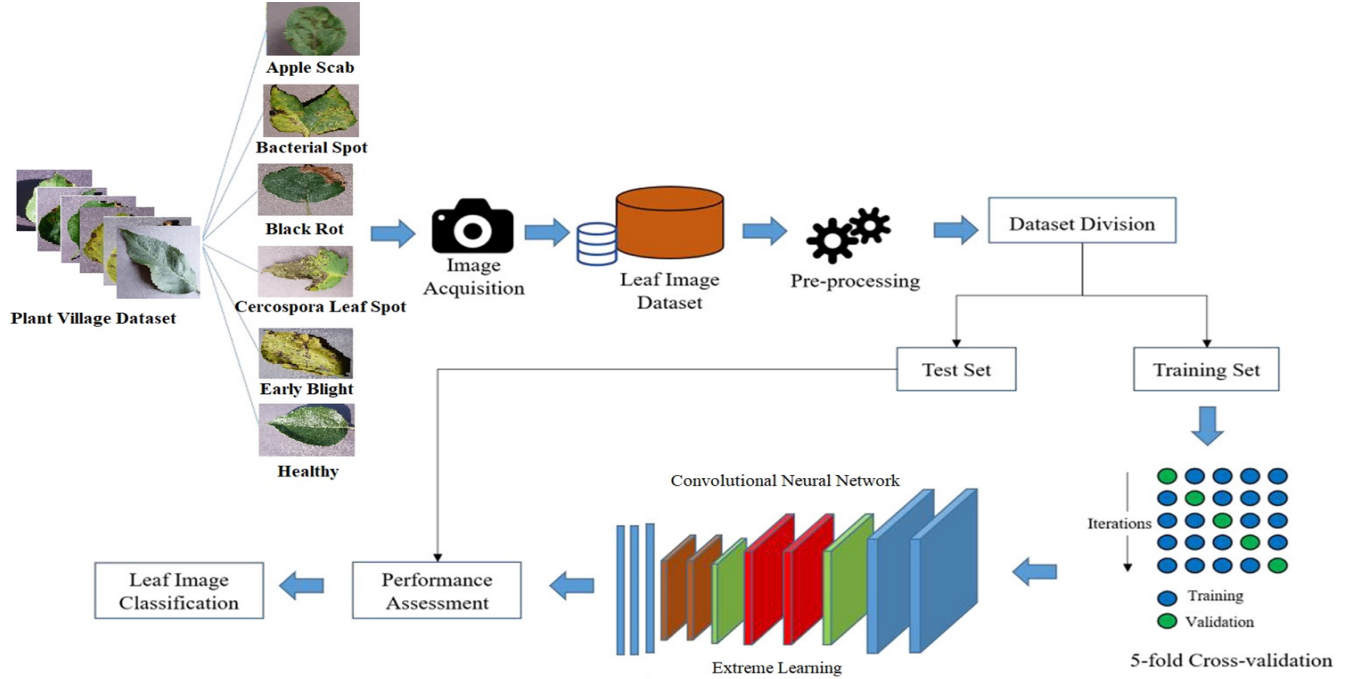 Apple Scab
Bacterial Spot
Black Rot
Cercospora Leaf Spot
Early Blight
Healthy
Plant Village Dataset
Image
Acquisition
Leaf Image
Dataset
Pre-processing
Dataset Division
Test Set
Training Set
Iterations
Training
Validation
5-fold Cross-validation
Convolutional Neural Network
Extreme Learning
Performance
Assessment
Leaf Image
Classification